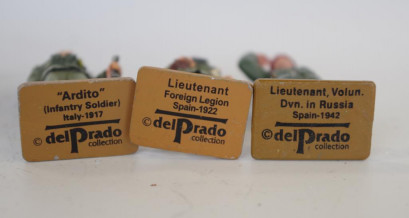 "Ardito"
(Infantry Soldier)
Italy-1917
© delPrado
collection
Lieutenant
Foreign Legion
Spain-1922
© delPrado
collection
Lieutenant, Volun.
Dvn. in Russia
Spain-1942
© delPrado
collection